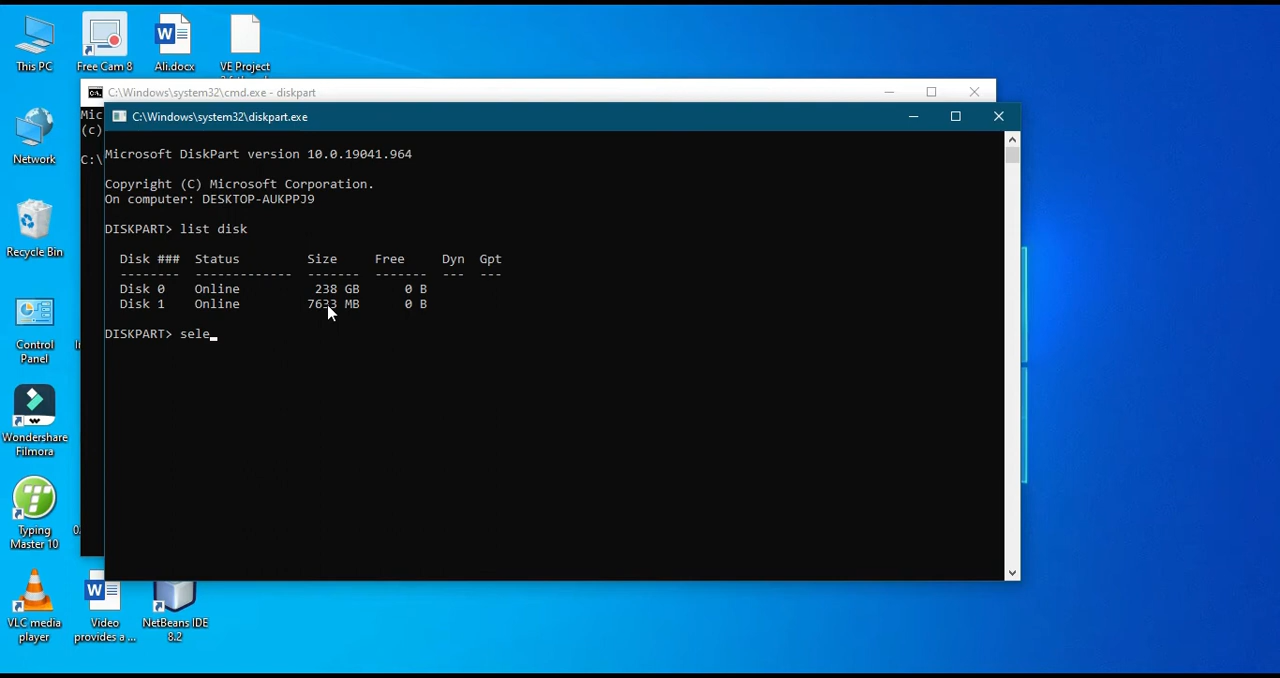 This PC
Free Cam 8
Ali.docx
VE Project
C:\Windows\system32\cmd.exe - diskpart
Mic
(c)
C:\
C:\Windows\system32\diskpart.exe
Microsoft DiskPart version 10.0.19041.964
Copyright (C) Microsoft Corporation.
On computer: DESKTOP-AUKPPJ9
DISKPART> list disk
Disk ### Status Size Free Dyn Gpt
-------- ------------- ------- ------- --- ---
Disk 0 Online 238 GB 0 B
Disk 1 Online 7633 MB 0 B
DISKPART> sele_
Network
Recycle Bin
Control
Panel
Wondershare
Filmora
Typing
Master 10
VLC media
player
Video
provides a ...
NetBeans IDE
8.2